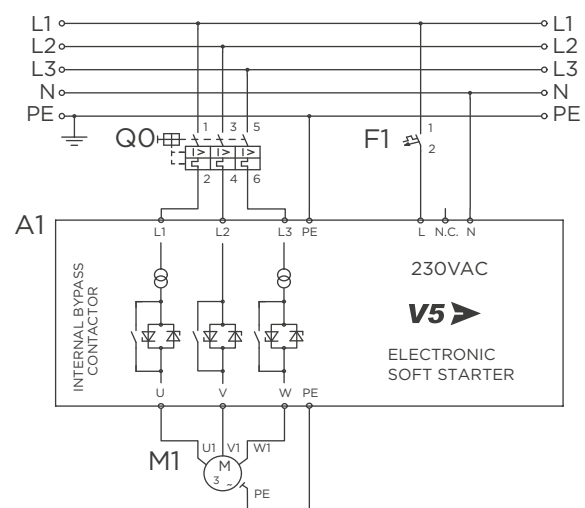 L1 L1
L2 L2
L3 L3
N N
PE PE
Q0 1 3 5 F1 1
I> I> I>
2 4 6 2
A1
L1 L2 L3 PE L N.C. N
230VAC
INTERNAL BYPASS
CONTACTOR
V5
ELECTRONIC
SOFT STARTER
U V W PE
M1 U1 V1 W1
M
3 ~
PE